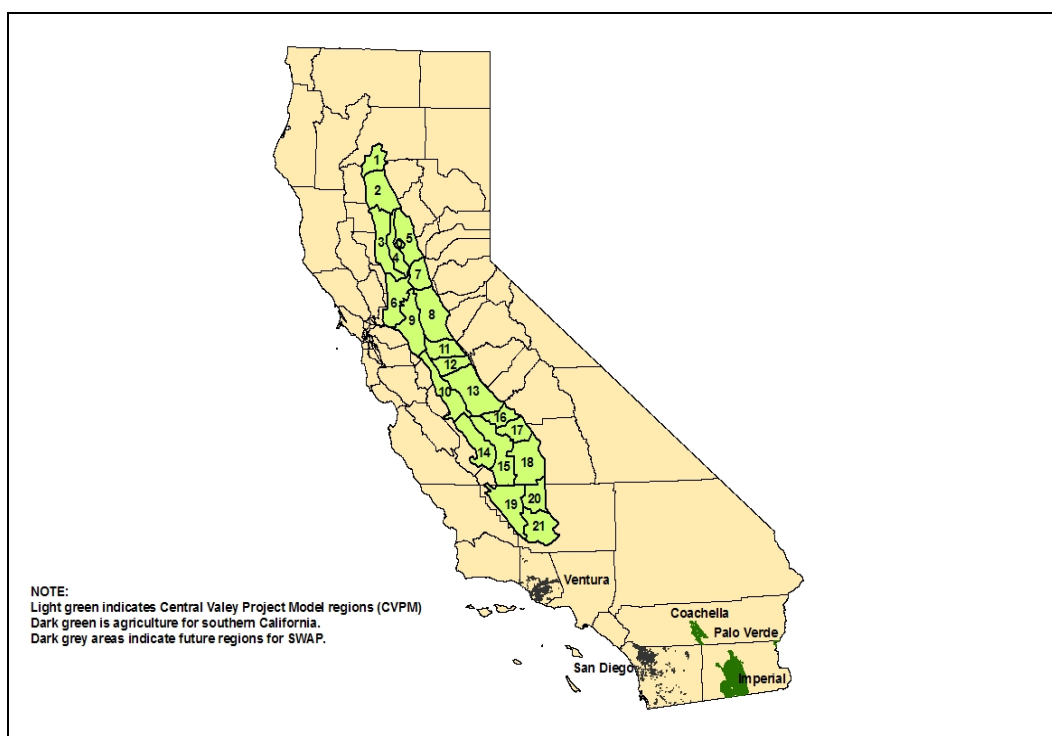 1
2
3
5
4
7
6
9
8
11
12
10
13
16
17
14
15
18
19
20
21
Ventura
NOTE:
Light green indicates Central Valey Project Model regions (CVPM)
Dark green is agriculture for southern California.
Dark grey areas indicate future regions for SWAP.
Coachella
Palo Verde
San Diego
Imperial